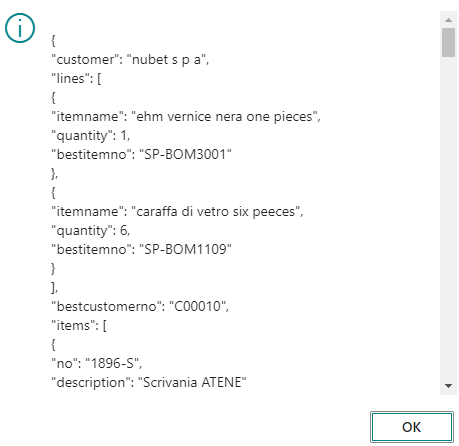 {
"customer": "nubet s p a",
"lines": [
{
"itemname": "ehm vernice nera one pieces",
"quantity": 1,
"bestitemno": "SP-BOM3001"
},
{
"itemname": "caraffa di vetro six peeces",
"quantity": 6,
"bestitemno": "SP-BOM1109"
}
],
"bestcustomerno": "C00010",
"items": [
{
"no": "1896-S",
"description": "Scrivania ATENE"
OK